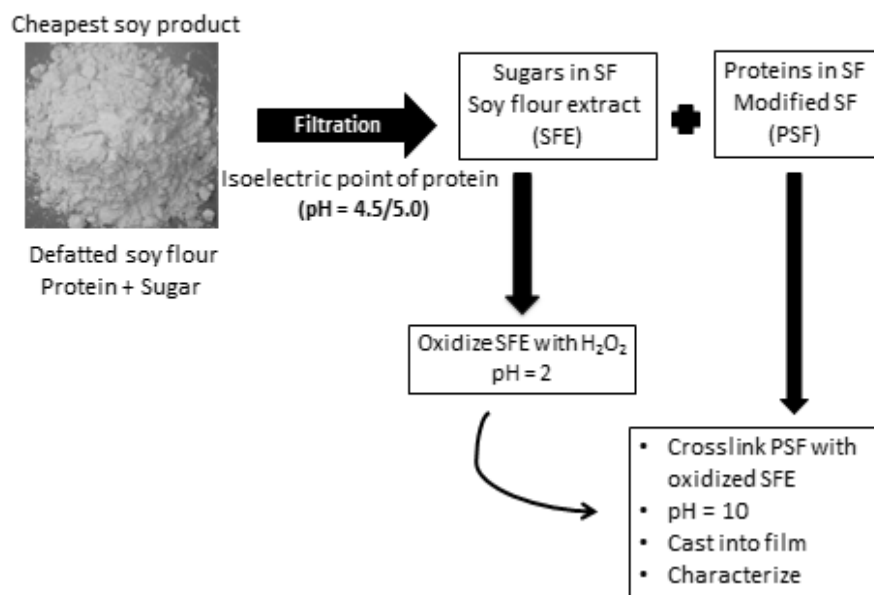 Cheapest soy product
Defatted soy flour
Protein + Sugar
Filtration
Isoelectric point of protein
(pH = 4.5/5.0)
Sugars in SF
Soy flour extract
(SFE)
Proteins in SF
Modified SF
(PSF)
Oxidize SFE with H₂O₂
pH = 2
• Crosslink PSF with
oxidized SFE
• pH = 10
• Cast into film
• Characterize